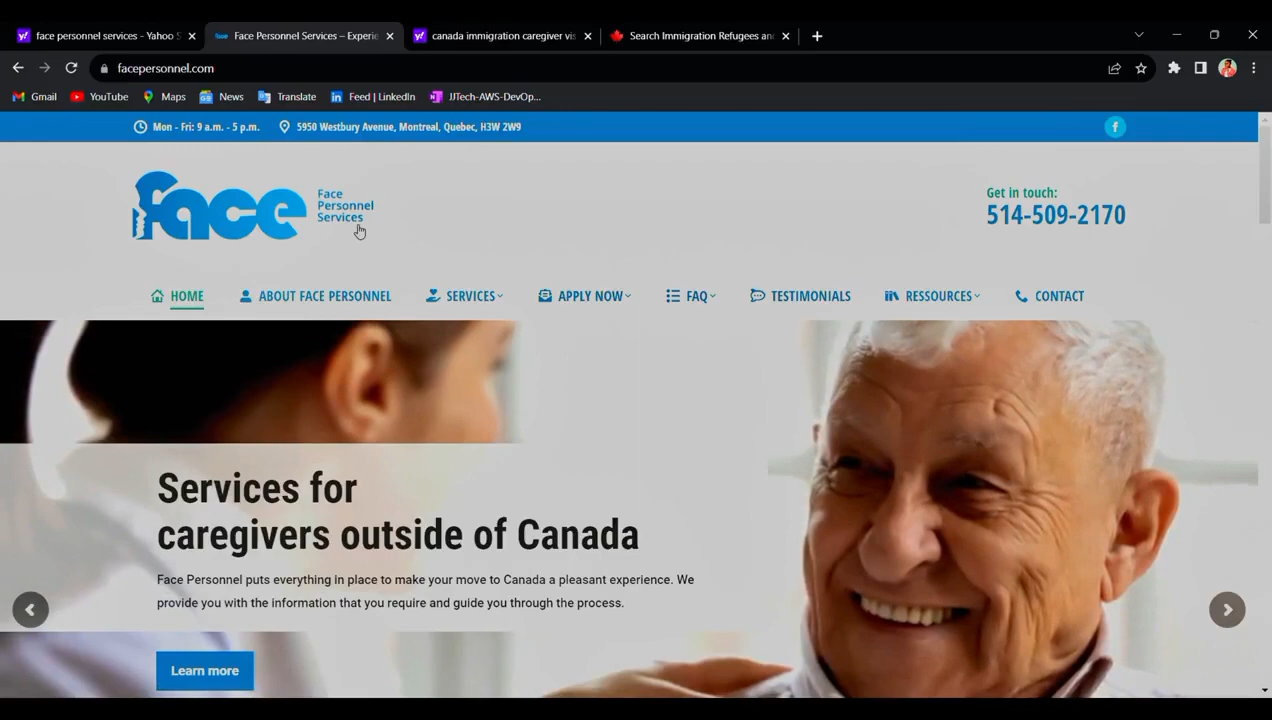 face personnel services - Yahoo S
Face Personnel Services – Experie
canada immigration caregiver vis
Search Immigration Refugees and
facepersonnel.com
Gmail
YouTube
Maps
News
Translate
Feed | LinkedIn
JJTech-AWS-DevOp...
Mon - Fri: 9 a.m. - 5 p.m.
5950 Westbury Avenue, Montreal, Quebec, H3W 2W9
face
Face
Personnel
Services
Get in touch:
514-509-2170
HOME
ABOUT FACE PERSONNEL
SERVICES
APPLY NOW
FAQ
TESTIMONIALS
RESSOURCES
CONTACT
Services for
caregivers outside of Canada
Face Personnel puts everything in place to make your move to Canada a pleasant experience. We
provide you with the information that you require and guide you through the process.
Learn more